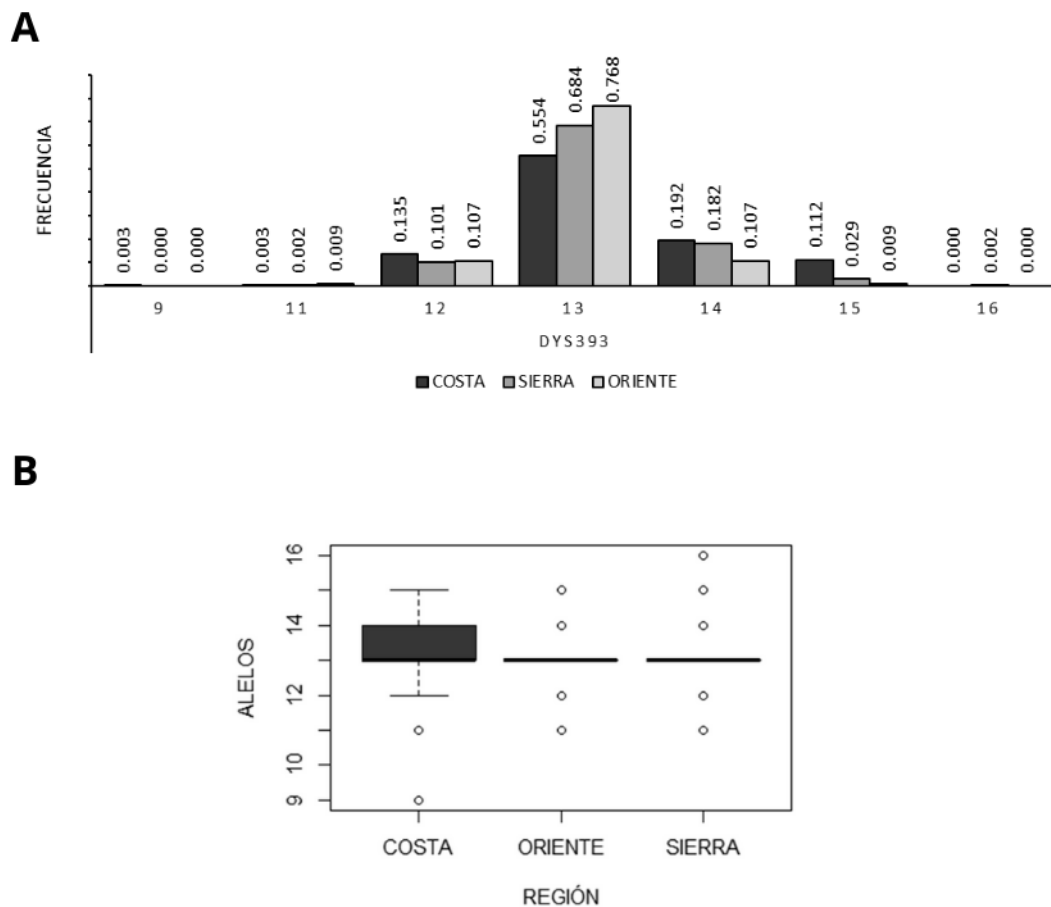 A
FRECUENCIA
0.003 0.000 0.000 0.003 0.002 0.009 0.135 0.101 0.107 0.554 0.684 0.768 0.192 0.182 0.107 0.112 0.029 0.009 0.000 0.002 0.000
9 11 12 13 14 15 16
DYS393
COSTA SIERRA ORIENTE
B
ALELOS
16
14
12
10
9
COSTA ORIENTE SIERRA
REGIÓN